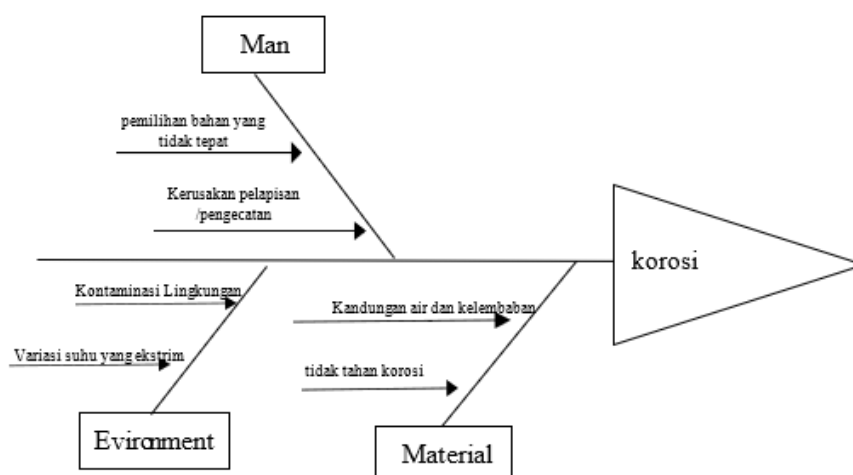 Man
pemilihan bahan yang
tidak tepat
Kerusakan pelapisan
/pengecatan
korosi
Kontaminasi Lingkungan
Kandungan air dan kelembaban
Variasi suhu yang ekstrim
tidak tahan korosi
Evironment
Material